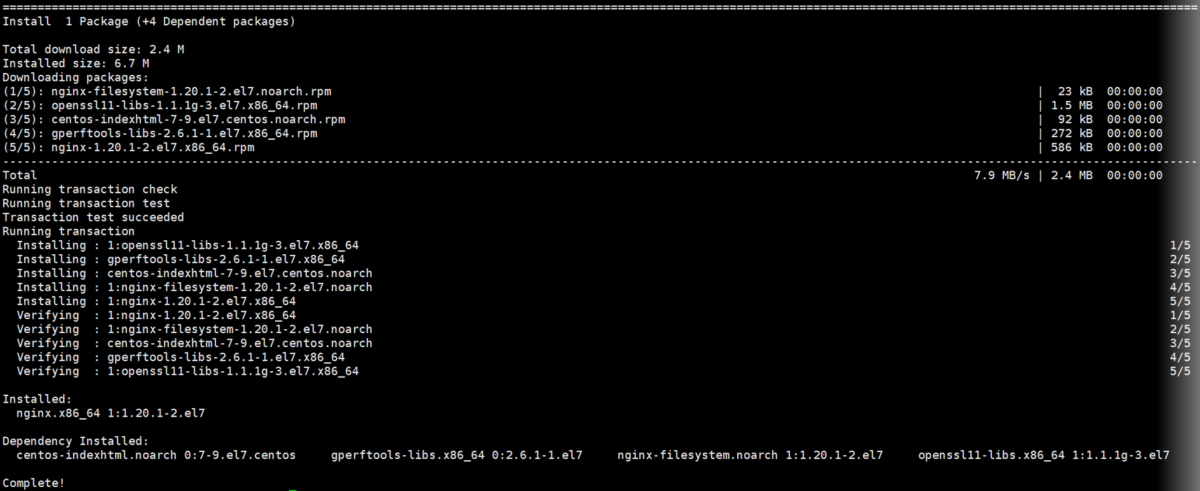 ================================================================================
Install  1 Package (+4 Dependent packages)

Total download size: 2.4 M
Installed size: 6.7 M
Downloading packages:
(1/5): nginx-filesystem-1.20.1-2.el7.noarch.rpm | 23 kB 00:00:00
(2/5): openssl11-libs-1.1.1g-3.el7.x86_64.rpm | 1.5 MB 00:00:00
(3/5): centos-indexhtml-7-9.el7.centos.noarch.rpm | 92 kB 00:00:00
(4/5): gperftools-libs-2.6.1-1.el7.x86_64.rpm | 272 kB 00:00:00
(5/5): nginx-1.20.1-2.el7.x86_64.rpm | 586 kB 00:00:00
--------------------------------------------------------------------------------
Total 7.9 MB/s | 2.4 MB 00:00:00
Running transaction check
Running transaction test
Transaction test succeeded
Running transaction
  Installing : 1:openssl11-libs-1.1.1g-3.el7.x86_64 1/5
  Installing : gperftools-libs-2.6.1-1.el7.x86_64 2/5
  Installing : centos-indexhtml-7-9.el7.centos.noarch 3/5
  Installing : 1:nginx-filesystem-1.20.1-2.el7.noarch 4/5
  Installing : 1:nginx-1.20.1-2.el7.x86_64 5/5
  Verifying  : 1:nginx-1.20.1-2.el7.x86_64 1/5
  Verifying  : 1:nginx-filesystem-1.20.1-2.el7.noarch 2/5
  Verifying  : centos-indexhtml-7-9.el7.centos.noarch 3/5
  Verifying  : gperftools-libs-2.6.1-1.el7.x86_64 4/5
  Verifying  : 1:openssl11-libs-1.1.1g-3.el7.x86_64 5/5

Installed:
  nginx.x86_64 1:1.20.1-2.el7

Dependency Installed:
  centos-indexhtml.noarch 0:7-9.el7.centos     gperftools-libs.x86_64 0:2.6.1-1.el7     nginx-filesystem.noarch 1:1.20.1-2.el7     openssl11-libs.x86_64 1:1.1.1g-3.el7

Complete!